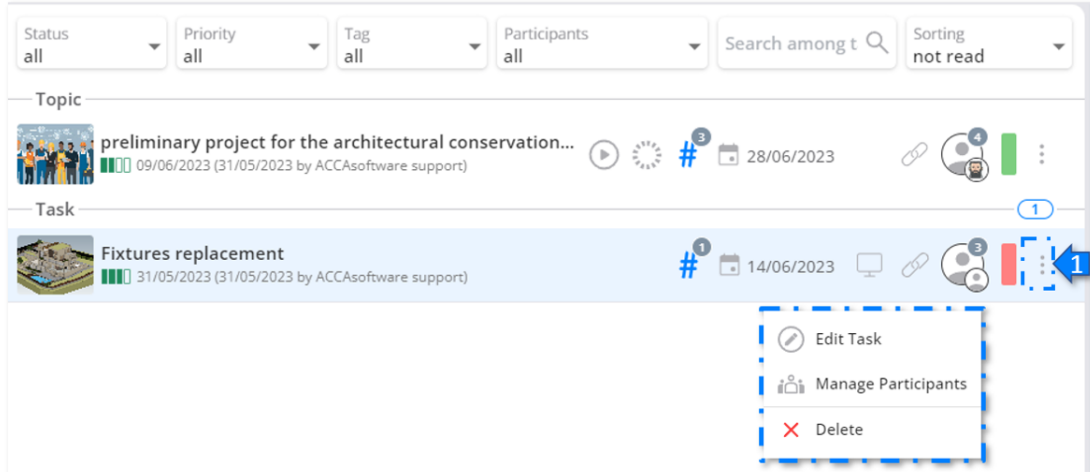 Status
all
Priority
all
Tag
all
Participants
all
Search among t
Sorting
not read
Topic
preliminary project for the architectural conservation...
09/06/2023 (31/05/2023 by ACCAsoftware support)
#
3
28/06/2023
4
Task
1
Fixtures replacement
31/05/2023 (31/05/2023 by ACCAsoftware support)
#
1
14/06/2023
3
1
Edit Task
Manage Participants
Delete